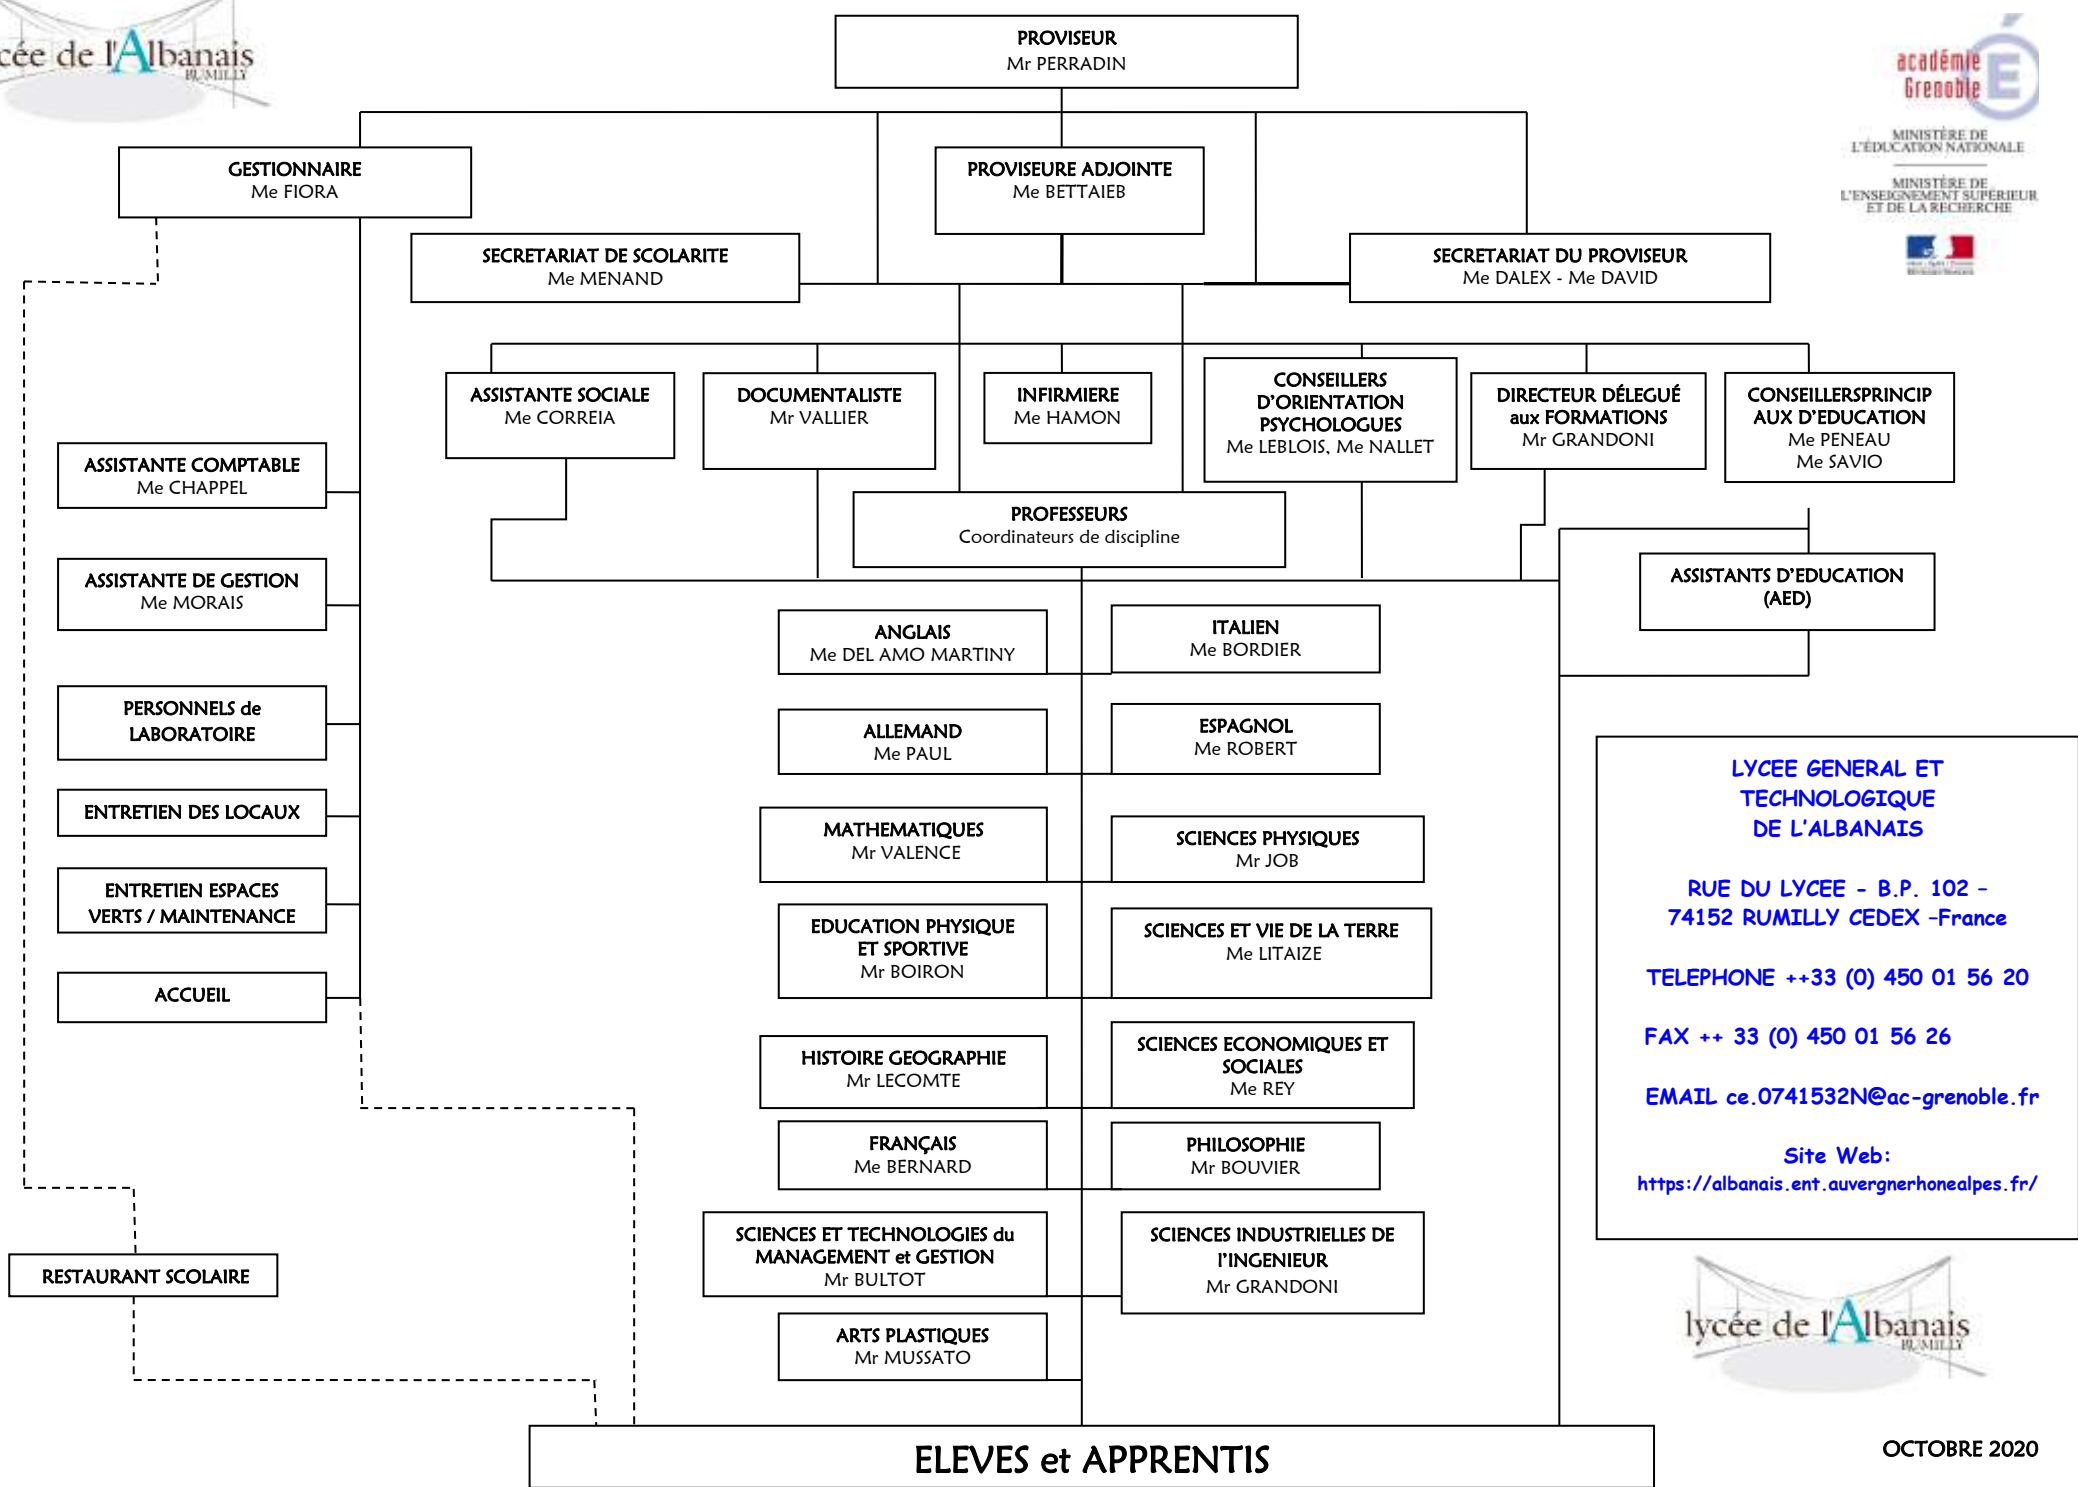 cée de l'Albanais
RUMILLY
PROVISEUR
Mr PERRADIN
académie
Grenoble
MINISTÈRE DE
L'ÉDUCATION NATIONALE
MINISTÈRE DE
L'ENSEIGNEMENT SUPÉRIEUR
ET DE LA RECHERCHE
GESTIONNAIRE
Me FIORA
PROVISEURE ADJOINTE
Me BETTAIEB
SECRETARIAT DE SCOLARITE
Me MENAND
SECRETARIAT DU PROVISEUR
Me DALEX - Me DAVID
ASSISTANTE SOCIALE
Me CORREIA
DOCUMENTALISTE
Mr VALLIER
INFIRMIERE
Me HAMON
CONSEILLERS
D'ORIENTATION
PSYCHOLOGUES
Me LEBLOIS, Me NALLET
DIRECTEUR DÉLEGUÉ
aux FORMATIONS
Mr GRANDONI
CONSEILLERSPRINCIP
AUX D'EDUCATION
Me PENEAU
Me SAVIO
ASSISTANTE COMPTABLE
Me CHAPPEL
PROFESSEURS
Coordinateurs de discipline
ASSISTANTE DE GESTION
Me MORAIS
ASSISTANTS D'EDUCATION
(AED)
ANGLAIS
Me DEL AMO MARTINY
ITALIEN
Me BORDIER
PERSONNELS de
LABORATOIRE
ALLEMAND
Me PAUL
ESPAGNOL
Me ROBERT
ENTRETIEN DES LOCAUX
MATHEMATIQUES
Mr VALENCE
SCIENCES PHYSIQUES
Mr JOB
ENTRETIEN ESPACES
VERTS / MAINTENANCE
EDUCATION PHYSIQUE
ET SPORTIVE
Mr BOIRON
SCIENCES ET VIE DE LA TERRE
Me LITAIZE
ACCUEIL
HISTOIRE GEOGRAPHIE
Mr LECOMTE
SCIENCES ECONOMIQUES ET
SOCIALES
Me REY
FRANÇAIS
Me BERNARD
PHILOSOPHIE
Mr BOUVIER
SCIENCES ET TECHNOLOGIES du
MANAGEMENT et GESTION
Mr BULTOT
SCIENCES INDUSTRIELLES DE
l'INGENIEUR
Mr GRANDONI
RESTAURANT SCOLAIRE
ARTS PLASTIQUES
Mr MUSSATO
LYCEE GENERAL ET
TECHNOLOGIQUE
DE L'ALBANAIS
RUE DU LYCEE - B.P. 102 –
74152 RUMILLY CEDEX –France
TELEPHONE ++33 (0) 450 01 56 20
FAX ++ 33 (0) 450 01 56 26
EMAIL ce.0741532N@ac-grenoble.fr
Site Web:
https://albanais.ent.auvergnerhonealpes.fr/
lycée de l'Albanais
RUMILLY
ELEVES et APPRENTIS
OCTOBRE 2020